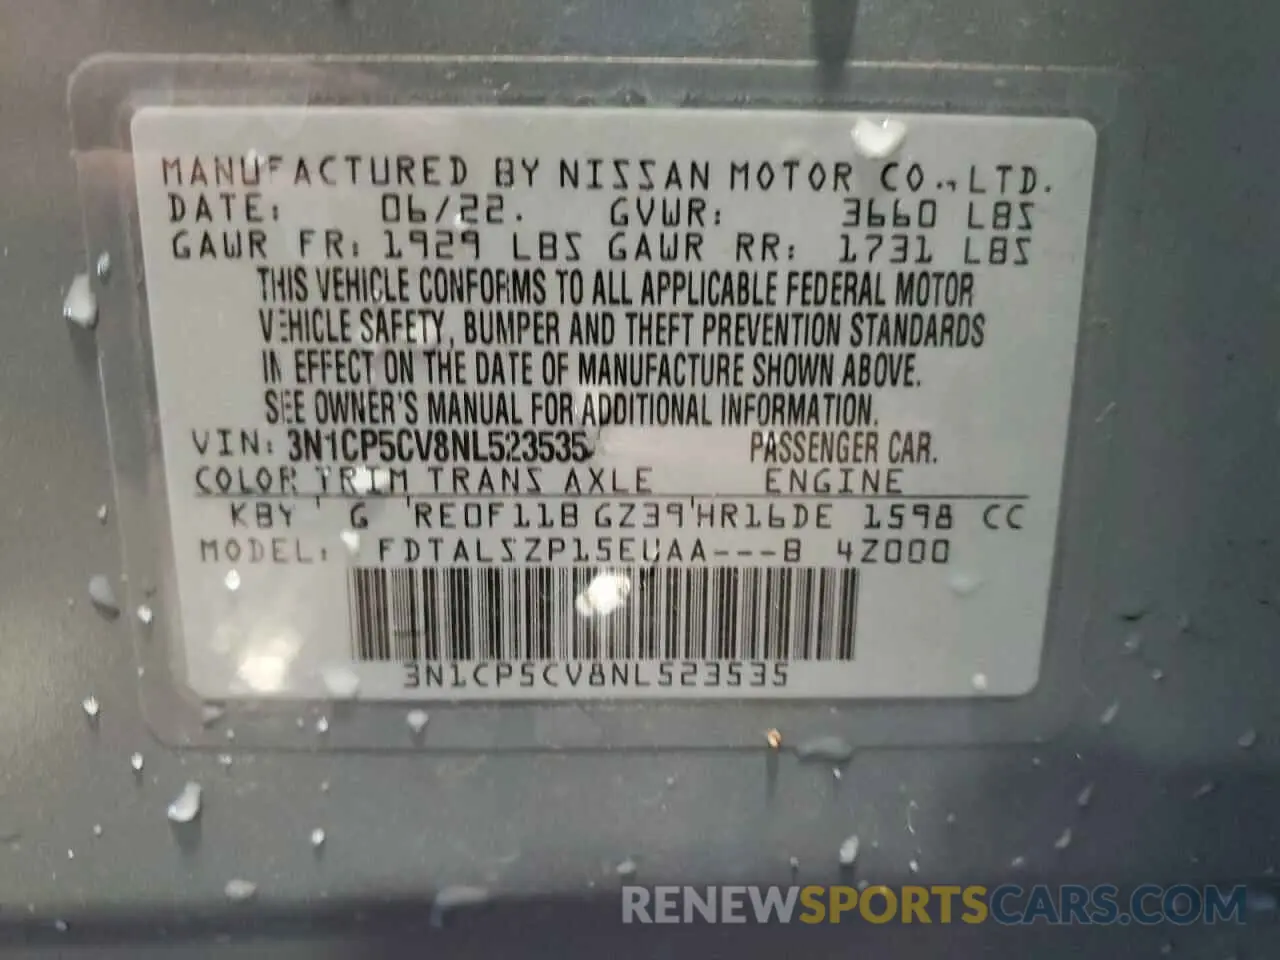 MANUFACTURED BY NISSAN MOTOR CO.,LTD.
DATE: 06/22. GVWR: 3660 LBS
GAWR FR: 1929 LBS GAWR RR: 1731 LBS
THIS VEHICLE CONFORMS TO ALL APPLICABLE FEDERAL MOTOR
VEHICLE SAFETY, BUMPER AND THEFT PREVENTION STANDARDS
IN EFFECT ON THE DATE OF MANUFACTURE SHOWN ABOVE.
SEE OWNER'S MANUAL FOR ADDITIONAL INFORMATION.
VIN: 3N1CP5CV8NL523535 PASSENGER CAR.
COLOR TRIM TRANS AXLE ENGINE
KBY ' G 'RE0F11B GZ39'HR16DE 1598 CC
MODEL: FDTALSZP15EUAA---B 4Z000
3N1CP5CV8NL523535
RENEWSPORTSCARS.COM